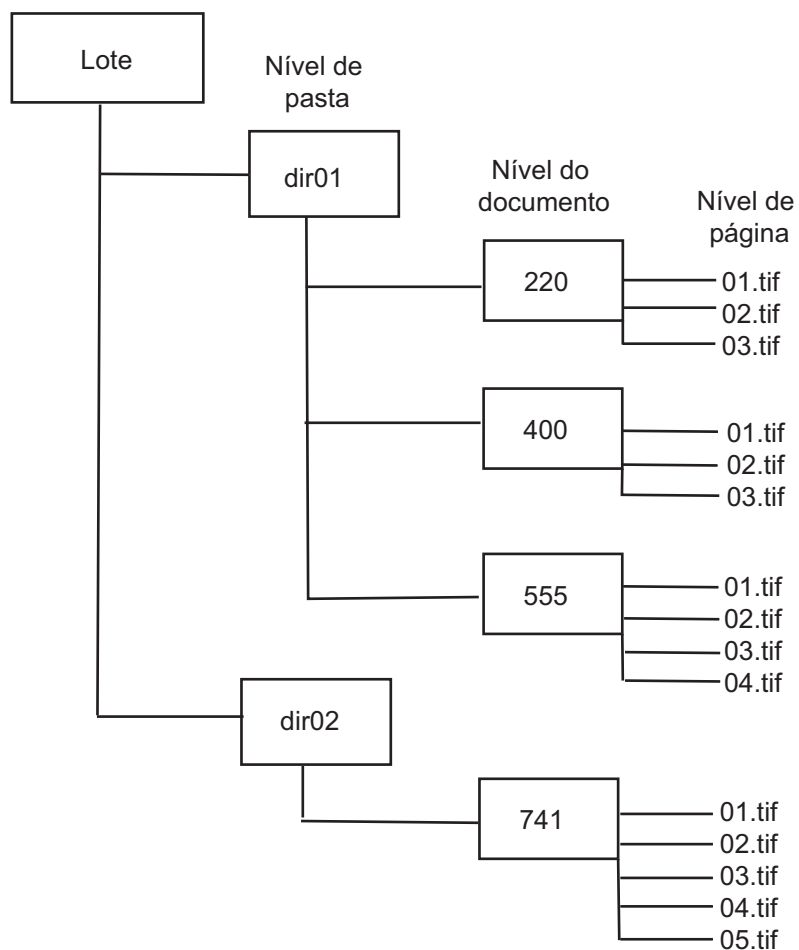 Lote
Nível de
pasta
dir01
Nível do
documento
Nível de
página
220
01.tif
02.tif
03.tif
400
01.tif
02.tif
03.tif
555
01.tif
02.tif
03.tif
04.tif
dir02
741
01.tif
02.tif
03.tif
04.tif
05.tif